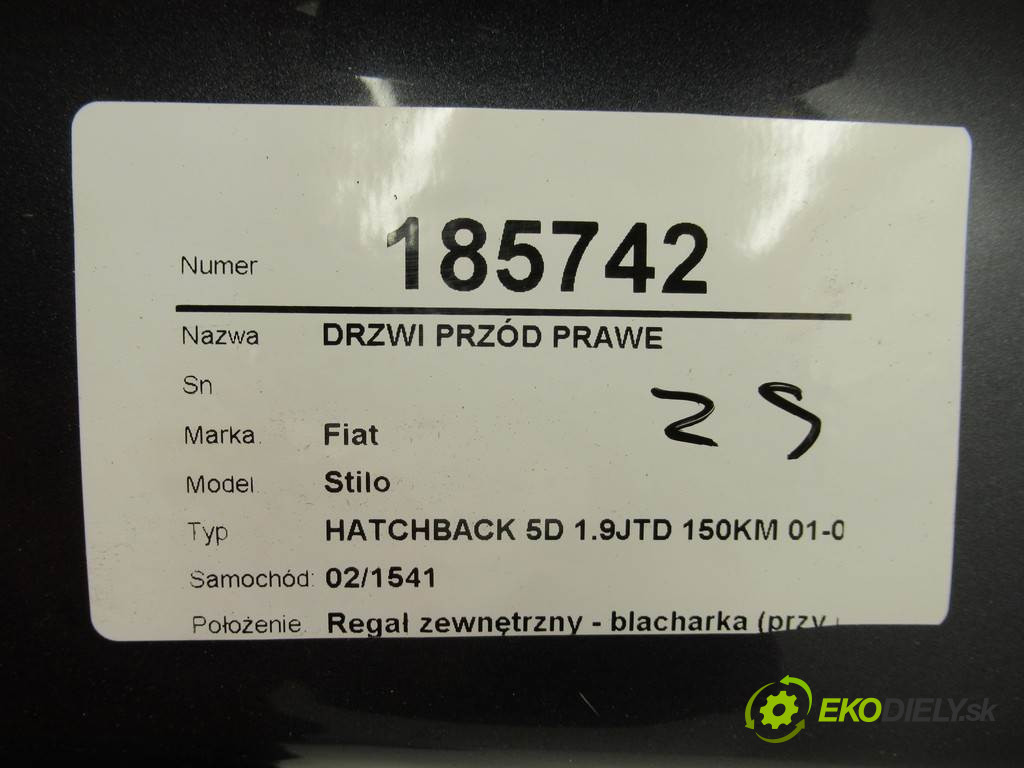 Numer 185742
Nazwa DRZWI PRZÓD PRAWE
Sn
Marka Fiat
Model Stilo
Typ HATCHBACK 5D 1.9JTD 150KM 01-0
Samochód: 02/1541
Położenie Regał zewnętrzny - blacharka (przy
EKODIELY.sk